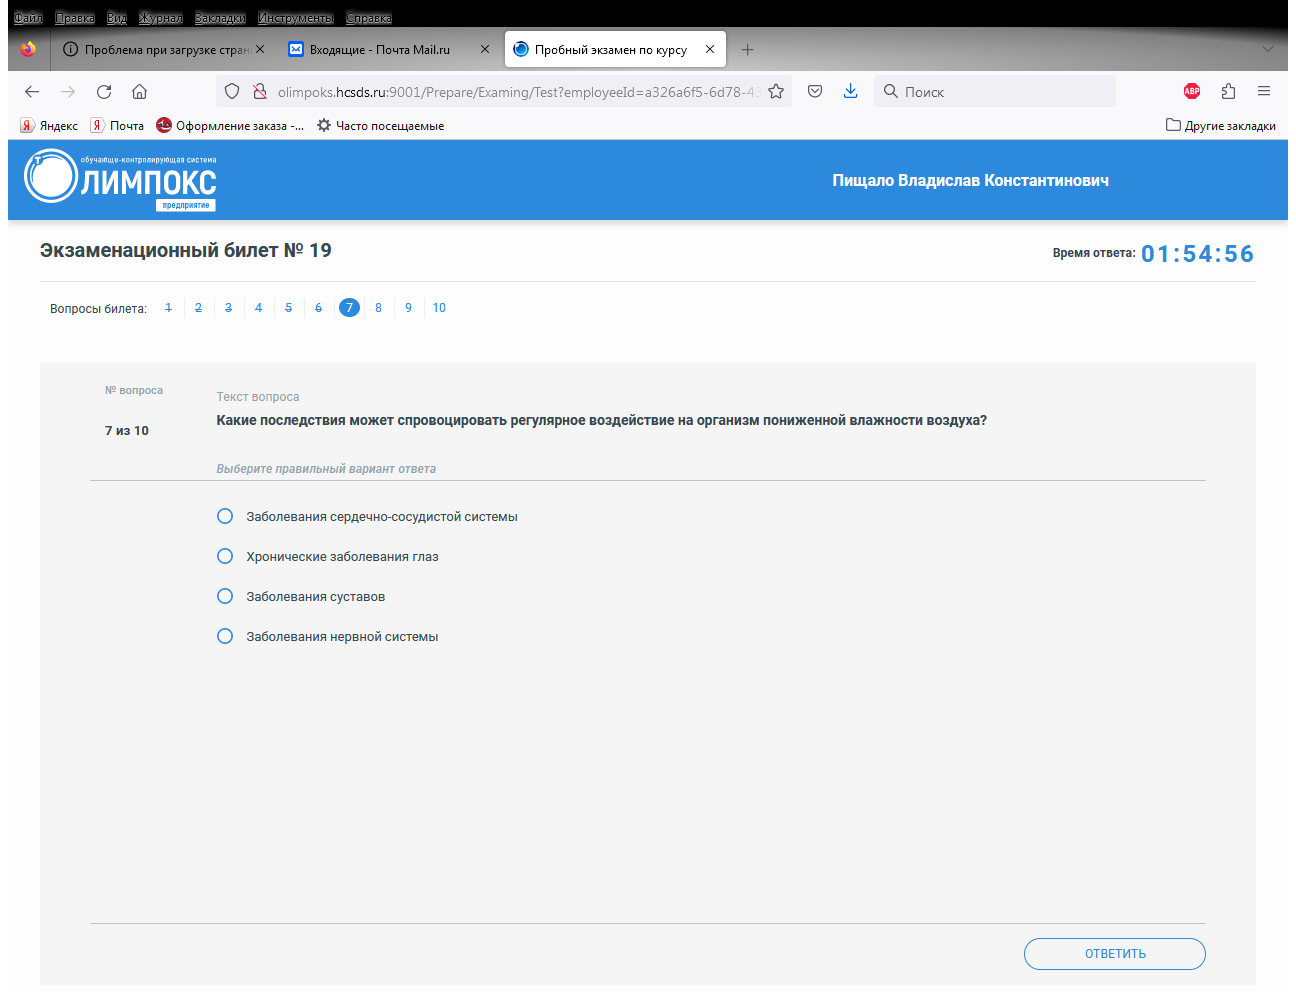 Файл Правка Вид Журнал Закладки Инструменты Справка
Проблема при загрузке стран
Входящие - Почта Mail.ru
Пробный экзамен по курсу
olimpoks.hcsds.ru:9001/Prepare/Examing/Test?employeeId=a326a6f5-6d78-43
Поиск
ABP
Яндекс
Почта
Оформление заказа -...
Часто посещаемые
Другие закладки
обучающе-контролирующая система
ОЛИМПОКС
предприятие
Пищало Владислав Константинович
Экзаменационный билет № 19
Время ответа: 01:54:56
Вопросы билета: 1 2 3 4 5 6 7 8 9 10
№ вопроса
7 из 10
Текст вопроса
Какие последствия может спровоцировать регулярное воздействие на организм пониженной влажности воздуха?
Выберите правильный вариант ответа
Заболевания сердечно-сосудистой системы
Хронические заболевания глаз
Заболевания суставов
Заболевания нервной системы
ОТВЕТИТЬ